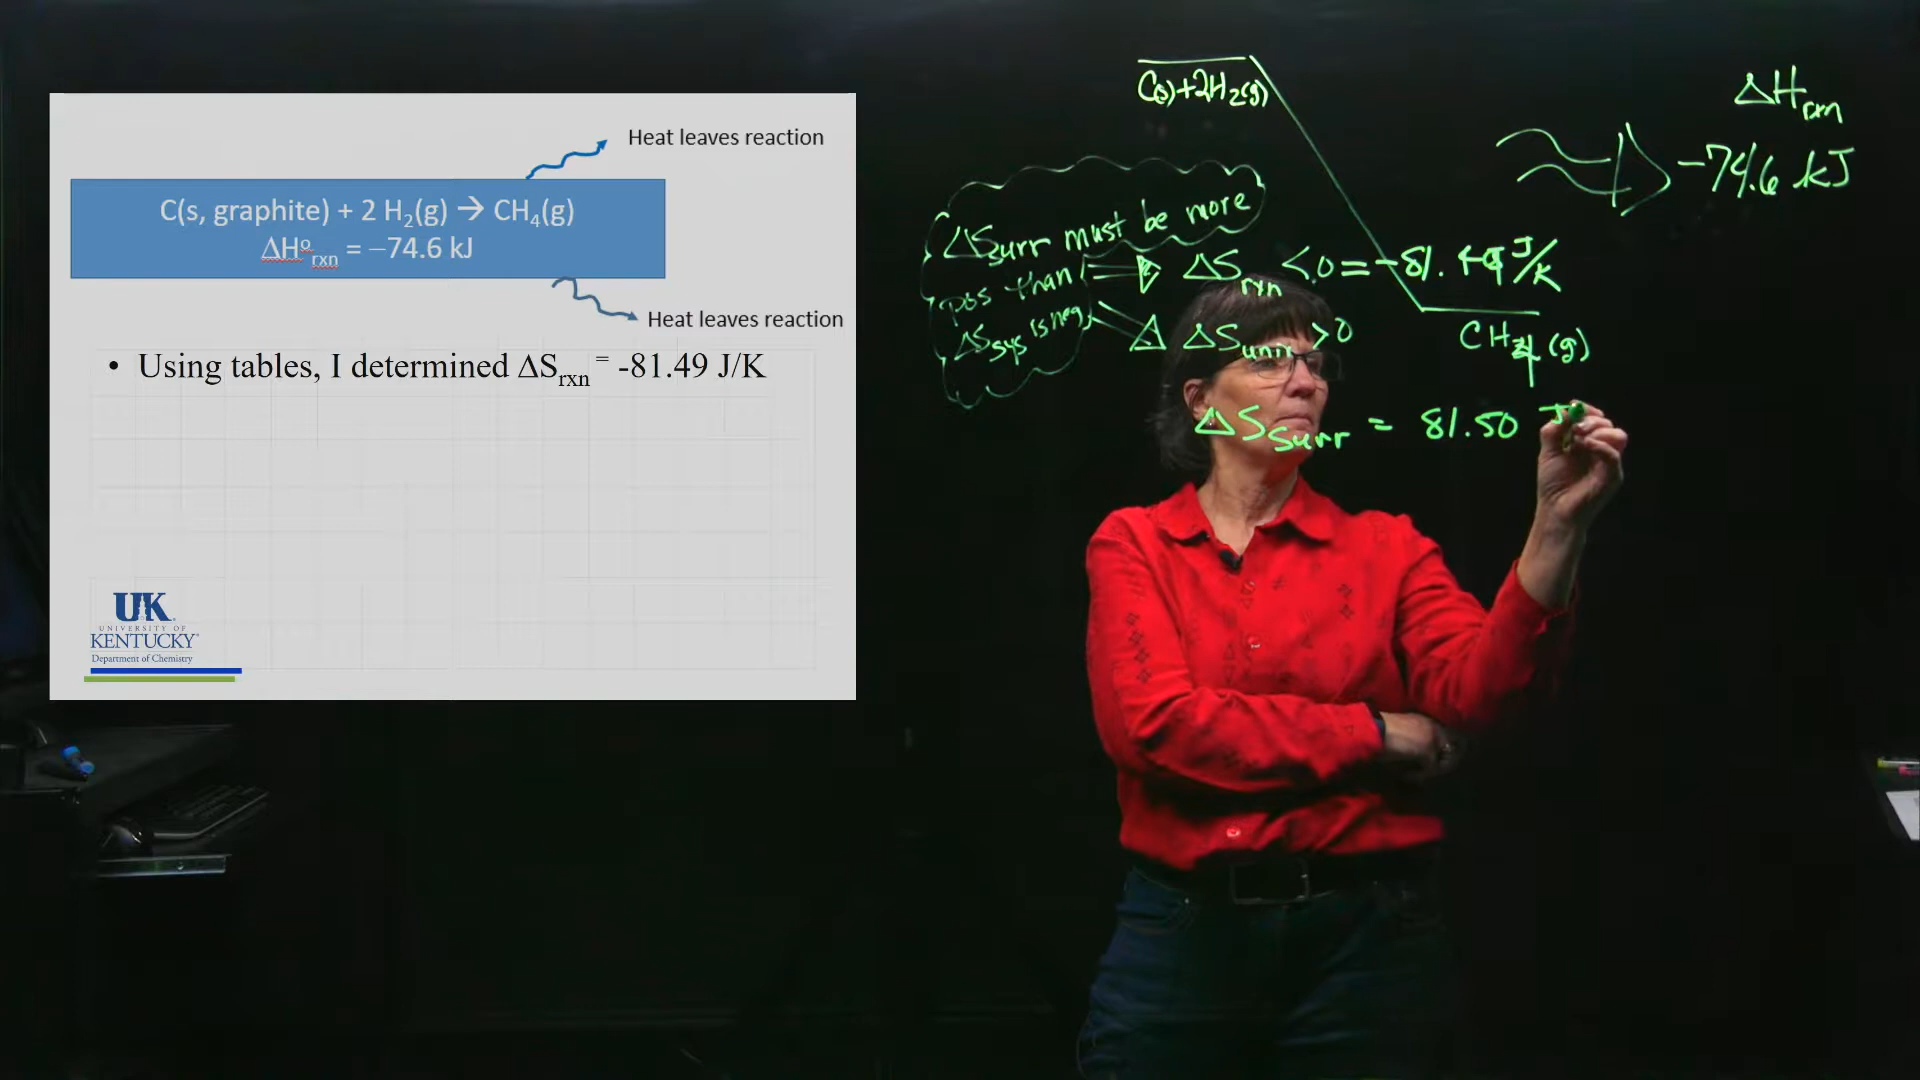 Heat leaves reaction
C(s, graphite) + 2 H₂(g) → CH₄(g)
ΔH°rxn = −74.6 kJ
Heat leaves reaction
• Using tables, I determined ΔSrxn = -81.49 J/K
UK
UNIVERSITY OF
KENTUCKY
Department of Chemistry
C(s)+2H₂(g)
ΔHrxn
-74.6 kJ
ΔSsurr must be more
pos than
ΔSsys is neg
ΔSrxn <0 = -81.49 J/K
ΔSuniv >0
CH₄(g)
ΔSsurr = 81.50 J